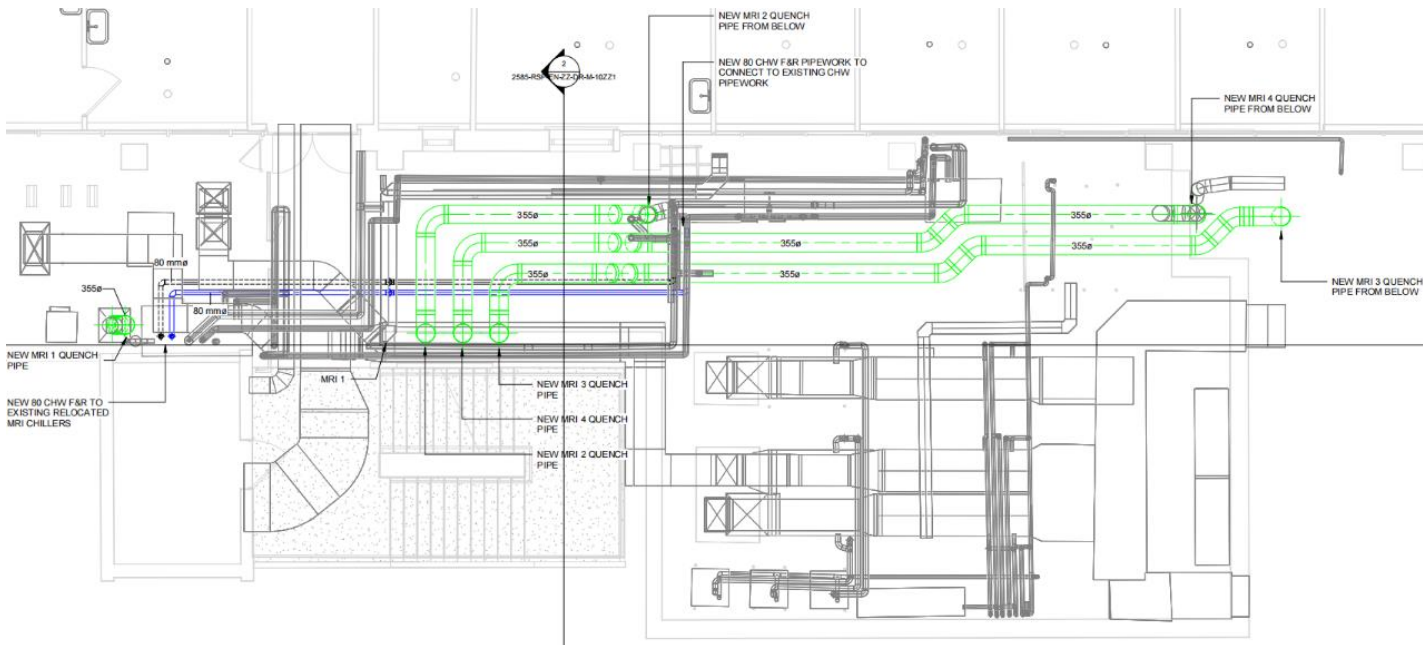 NEW MRI 2 QUENCH
PIPE FROM BELOW
2
NEW 80 CHW F&R PIPEWORK TO
CONNECT TO EXISTING CHW
PIPEWORK
NEW MRI 4 QUENCH
PIPE FROM BELOW
355ø
355ø
355ø
355ø
355ø
355ø
80 mmø
355ø
80 mmø
NEW MRI 3 QUENCH
PIPE FROM BELOW
NEW MRI 1 QUENCH
PIPE
MRI 1
NEW MRI 3 QUENCH
PIPE
NEW 80 CHW F&R TO
EXISTING RELOCATED
MRI CHILLERS
NEW MRI 4 QUENCH
PIPE
NEW MRI 2 QUENCH
PIPE